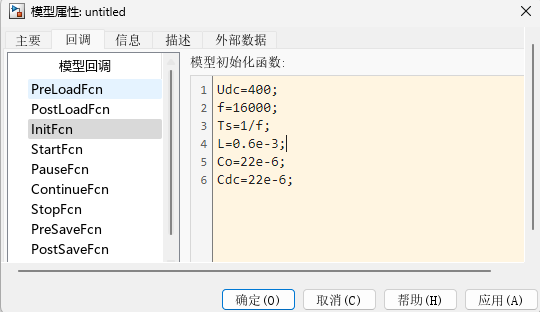 模型属性: untitled
主要 回调 信息 描述 外部数据
模型回调
PreLoadFcn
PostLoadFcn
InitFcn
StartFcn
PauseFcn
ContinueFcn
StopFcn
PreSaveFcn
PostSaveFcn
模型初始化函数:
1 Udc=400;
2 f=16000;
3 Ts=1/f;
4 L=0.6e-3;
5 Co=22e-6;
6 Cdc=22e-6;
确定(O) 取消(C) 帮助(H) 应用(A)